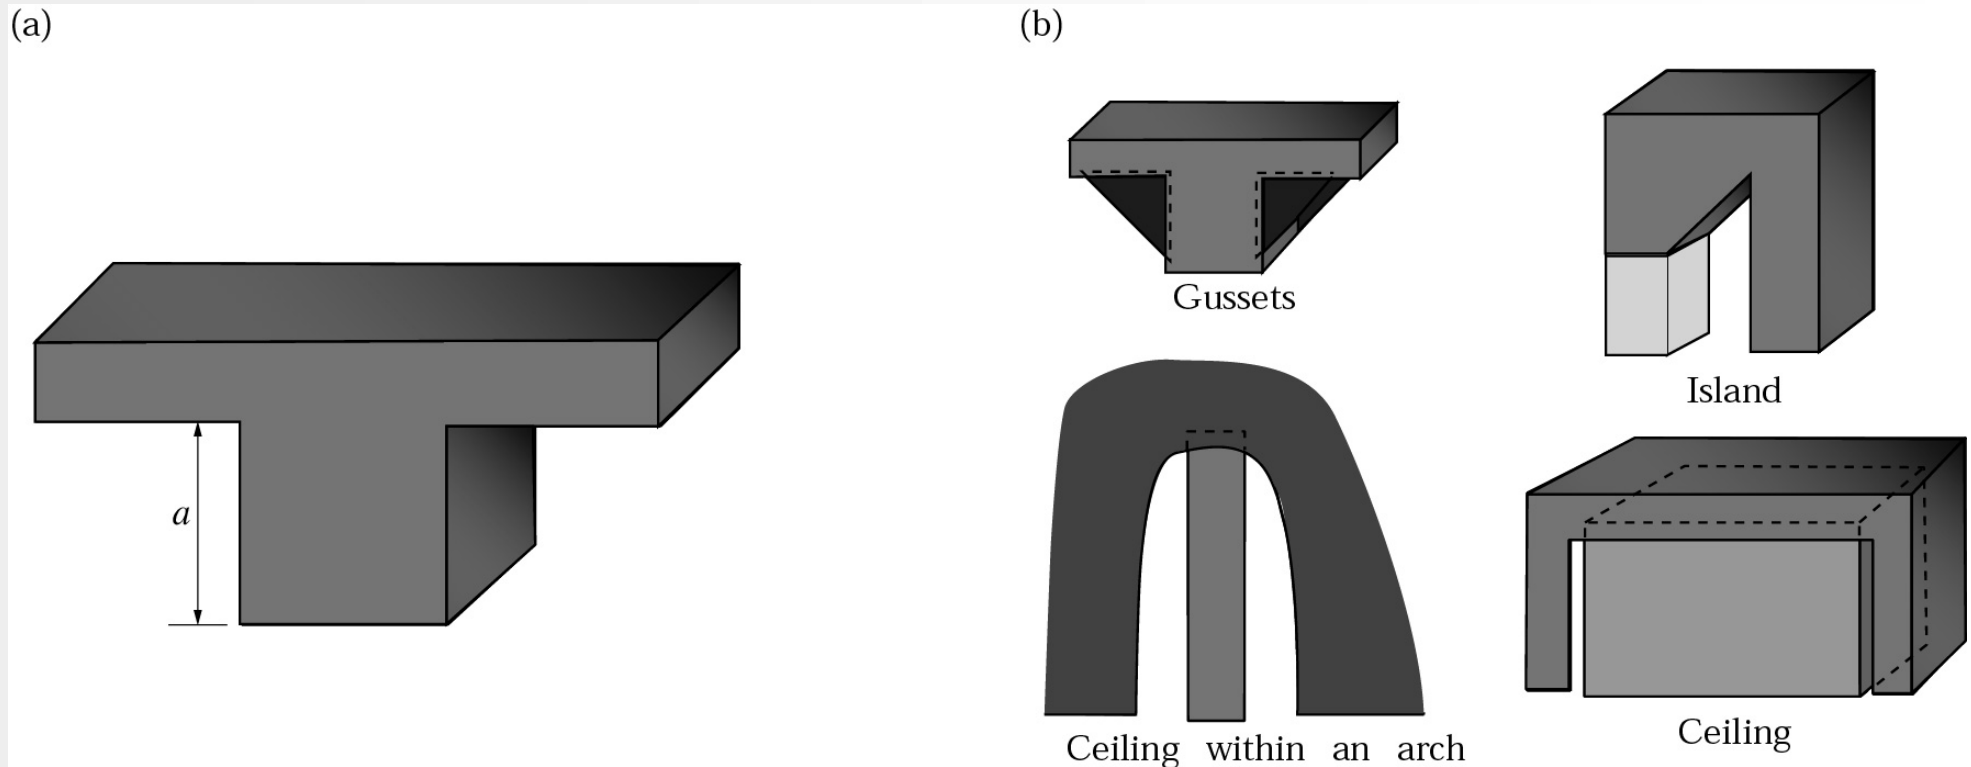 (a)
a
(b)
Gussets
Island
Ceiling within an arch
Ceiling